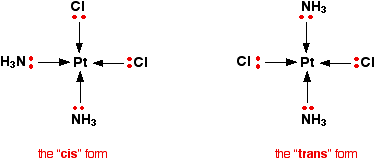 Cl NH₃
H₃N Pt Cl Cl Pt Cl
NH₃ NH₃
the "cis" form the "trans" form